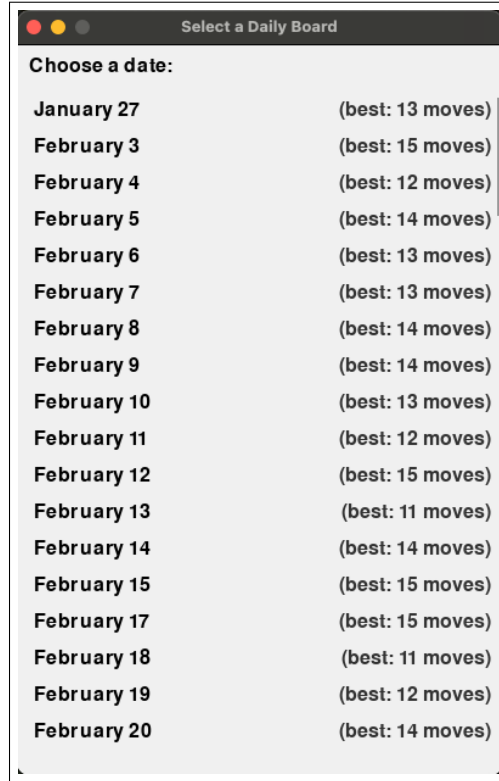 Select a Daily Board
Choose a date:
January 27 (best: 13 moves)
February 3 (best: 15 moves)
February 4 (best: 12 moves)
February 5 (best: 14 moves)
February 6 (best: 13 moves)
February 7 (best: 13 moves)
February 8 (best: 14 moves)
February 9 (best: 14 moves)
February 10 (best: 13 moves)
February 11 (best: 12 moves)
February 12 (best: 15 moves)
February 13 (best: 11 moves)
February 14 (best: 14 moves)
February 15 (best: 15 moves)
February 17 (best: 15 moves)
February 18 (best: 11 moves)
February 19 (best: 12 moves)
February 20 (best: 14 moves)